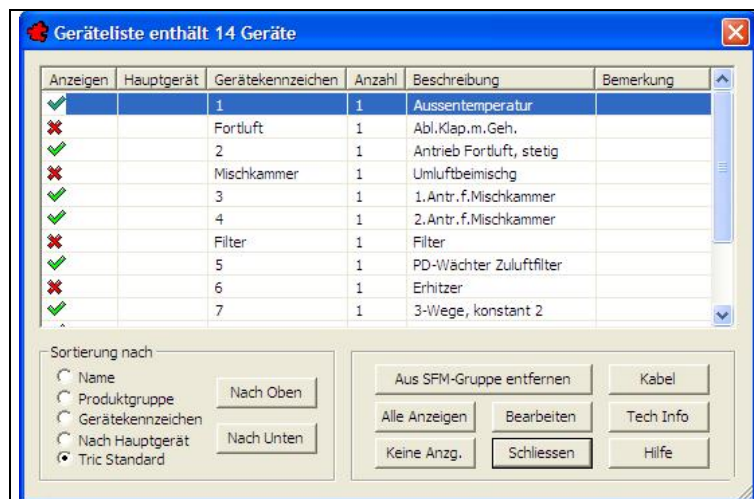 Geräteliste enthält 14 Geräte
Anzeigen Hauptgerät Gerätekennzeichen Anzahl Beschreibung Bemerkung
1 1 Aussentemperatur
Fortluft 1 Abl.Klap.m.Geh.
2 1 Antrieb Fortluft, stetig
Mischkammer 1 Umluftbeimischg
3 1 1.Antr.f.Mischkammer
4 1 2.Antr.f.Mischkammer
Filter 1 Filter
5 1 PD-Wächter Zuluftfilter
6 1 Erhitzer
7 1 3-Wege, konstant 2
Sortierung nach
Name
Produktgruppe
Gerätekennzeichen
Nach Hauptgerät
Tric Standard
Nach Oben
Nach Unten
Aus SFM-Gruppe entfernen Kabel
Alle Anzeigen Bearbeiten Tech Info
Keine Anzg. Schliessen Hilfe